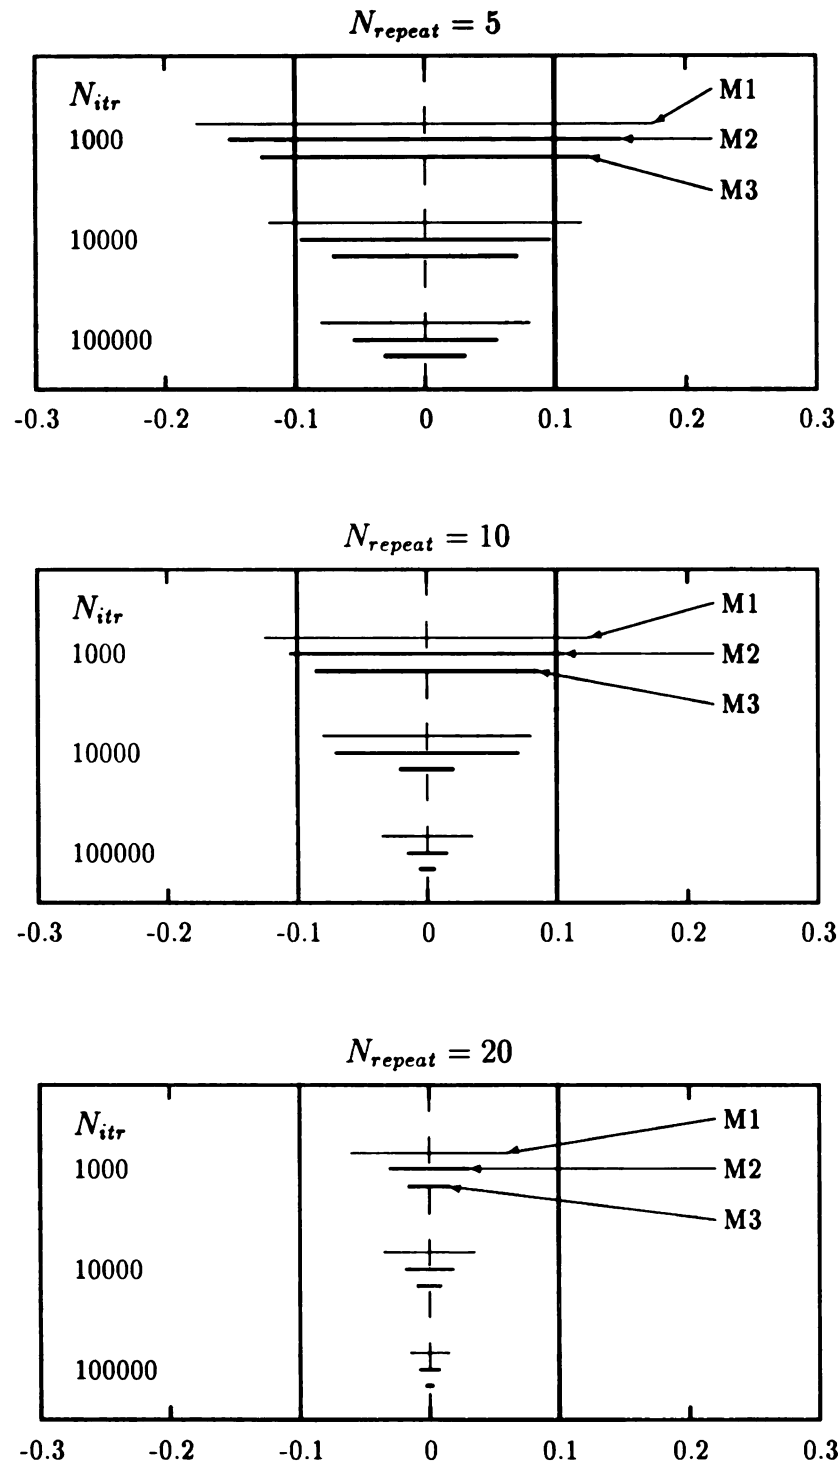 N_repeat = 5
N_itr
M1
1000
M2
M3
10000
100000
-0.3 -0.2 -0.1 0 0.1 0.2 0.3
N_repeat = 10
N_itr
M1
1000
M2
M3
10000
100000
-0.3 -0.2 -0.1 0 0.1 0.2 0.3
N_repeat = 20
N_itr
M1
1000
M2
M3
10000
100000
-0.3 -0.2 -0.1 0 0.1 0.2 0.3